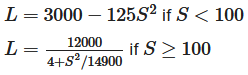 L = 3000 − 125S² if S < 100
L = 12000 / (4+S²/14900) if S ≥ 100